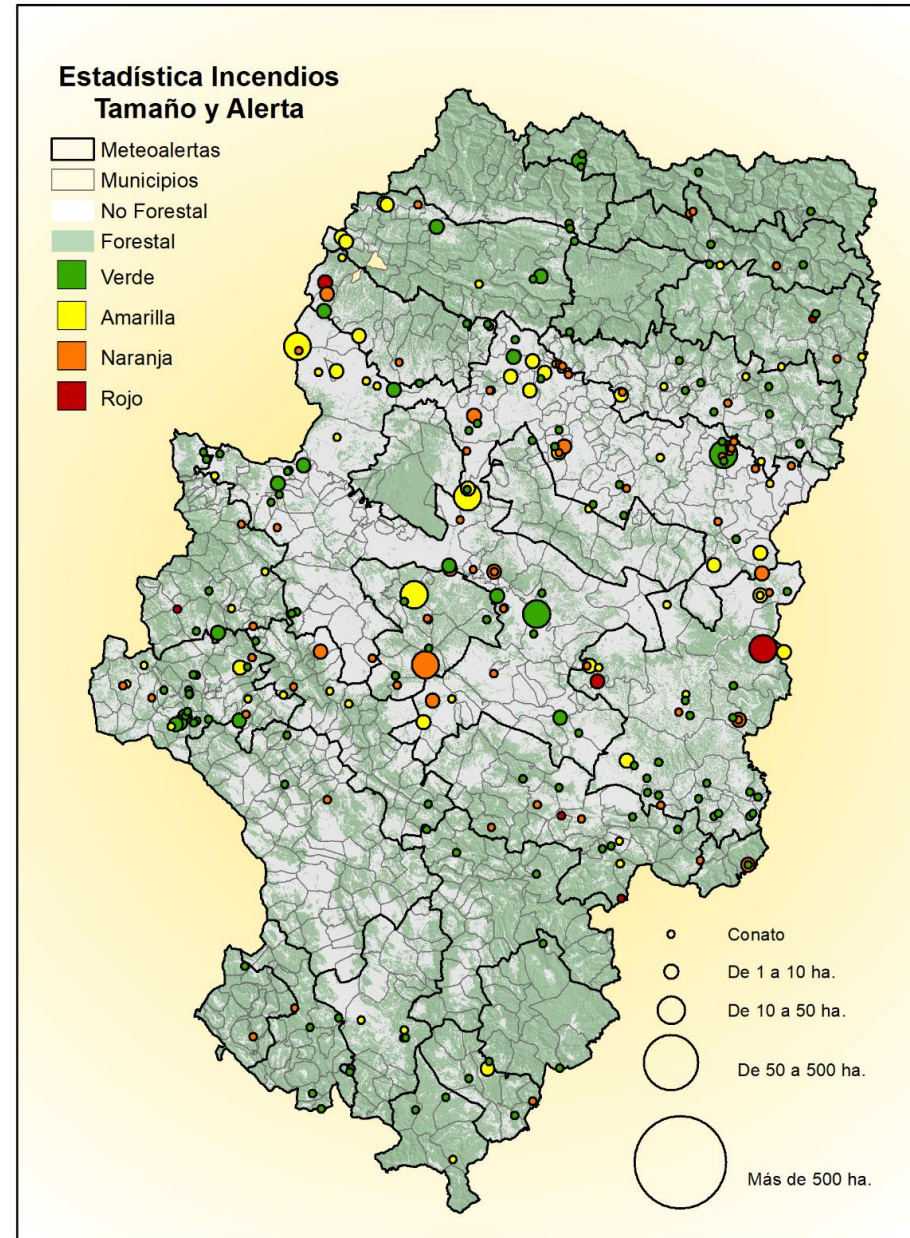 Estadística Incendios
Tamaño y Alerta
Meteoalertas
Municipios
No Forestal
Forestal
Verde
Amarilla
Naranja
Rojo
Conato
De 1 a 10 ha.
De 10 a 50 ha.
De 50 a 500 ha.
Más de 500 ha.